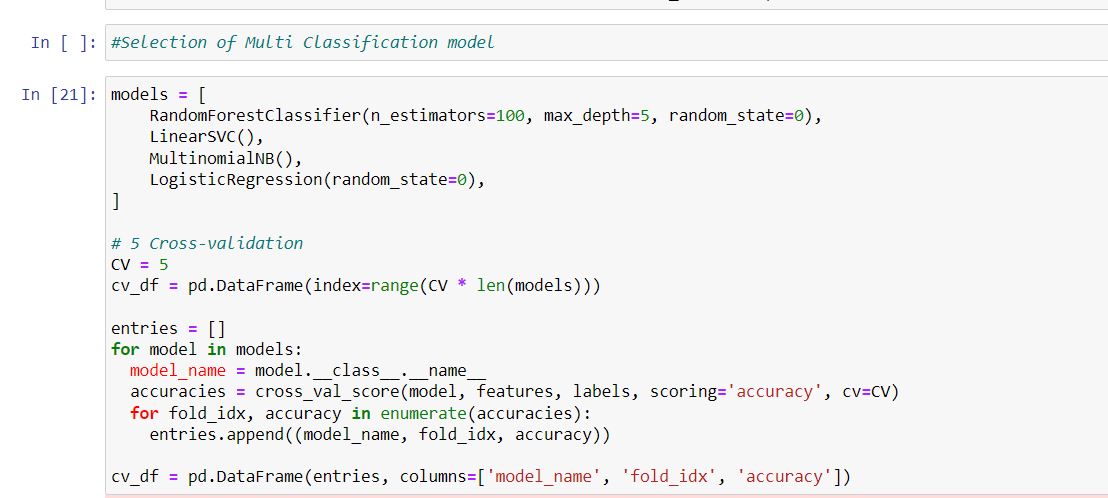 In [ ]: #Selection of Multi Classification model
In [21]: models = [
    RandomForestClassifier(n_estimators=100, max_depth=5, random_state=0),
    LinearSVC(),
    MultinomialNB(),
    LogisticRegression(random_state=0),
]
# 5 Cross-validation
CV = 5
cv_df = pd.DataFrame(index=range(CV * len(models)))
entries = []
for model in models:
  model_name = model.__class__.__name__
  accuracies = cross_val_score(model, features, labels, scoring='accuracy', cv=CV)
  for fold_idx, accuracy in enumerate(accuracies):
    entries.append((model_name, fold_idx, accuracy))
cv_df = pd.DataFrame(entries, columns=['model_name', 'fold_idx', 'accuracy'])